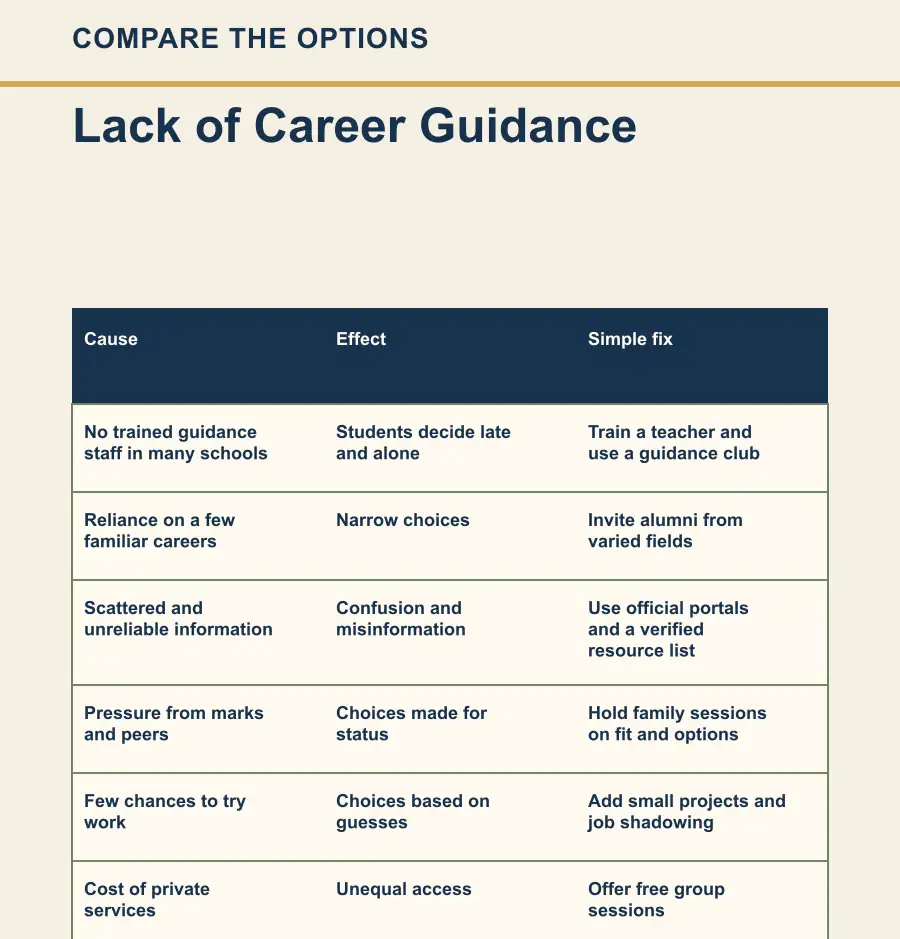 COMPARE THE OPTIONS
Lack of Career Guidance
Cause
Effect
Simple fix
No trained guidance
staff in many schools
Students decide late
and alone
Train a teacher and
use a guidance club
Reliance on a few
familiar careers
Narrow choices
Invite alumni from
varied fields
Scattered and
unreliable information
Confusion and
misinformation
Use official portals
and a verified
resource list
Pressure from marks
and peers
Choices made for
status
Hold family sessions
on fit and options
Few chances to try
work
Choices based on
guesses
Add small projects and
job shadowing
Cost of private
services
Unequal access
Offer free group
sessions